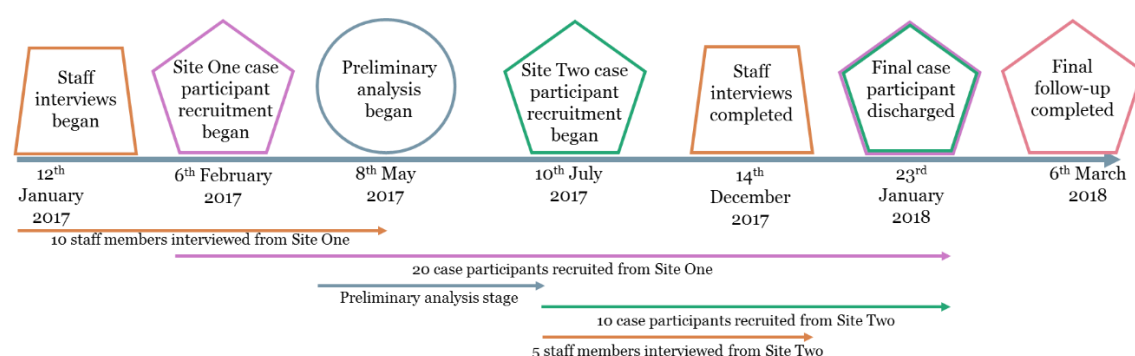 Staff
interviews
began
Site One case
participant
recruitment
began
Preliminary
analysis
began
Site Two case
participant
recruitment
began
Staff
interviews
completed
Final case
participant
discharged
Final
follow-up
completed
12th
January
2017
6th February
2017
8th May
2017
10th July
2017
14th
December
2017
23rd
January
2018
6th March
2018
10 staff members interviewed from Site One
20 case participants recruited from Site One
Preliminary analysis stage
10 case participants recruited from Site Two
5 staff members interviewed from Site Two